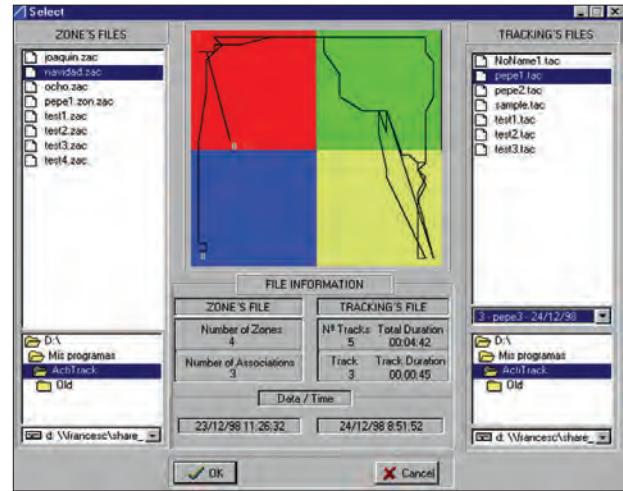 Select
ZONE'S FILES
joaquin.zac
navidad.zac
ocho.zac
pepe1.zon.zac
test1.zac
test2.zac
test3.zac
test4.zac
D:\
Mis programas
ActiTrack
Old
d: \\francesc\share_
FILE INFORMATION
ZONE'S FILE
Number of Zones
4
Number of Associations
3
TRACKING'S FILE
Nº Tracks Total Duration
5 00:04:42
Track Track Duration
3 00:00:45
Data / Time
23/12/98 11:26:32
24/12/98 8:51:52
OK
Cancel
TRACKING'S FILES
NoName1.tac
pepe1.tac
pepe2.tac
sample.tac
test1.tac
test2.tac
test3.tac
3 - pepe3 - 24/12/98
D:\
Mis programas
ActiTrack
Old
d: \\francesc\share_